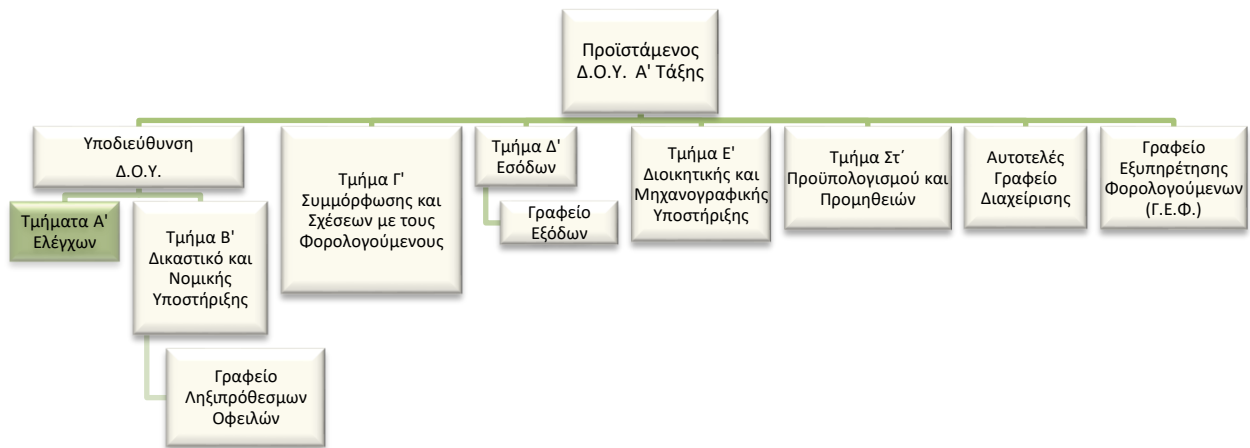 Προϊστάμενος
Δ.Ο.Υ. Α' Τάξης
Υποδιεύθυνση
Δ.Ο.Υ.
Τμήματα Α'
Ελέγχων
Τμήμα Β'
Δικαστικό και
Νομικής
Υποστήριξης
Γραφείο
Ληξιπρόθεσμων
Οφειλών
Τμήμα Γ'
Συμμόρφωσης και
Σχέσεων με τους
Φορολογούμενους
Τμήμα Δ'
Εσόδων
Γραφείο
Εξόδων
Τμήμα Ε'
Διοικητικής και
Μηχανογραφικής
Υποστήριξης
Τμήμα Στ΄
Προϋπολογισμού και
Προμηθειών
Αυτοτελές
Γραφείο
Διαχείρισης
Γραφείο
Εξυπηρέτησης
Φορολογούμενων
(Γ.Ε.Φ.)